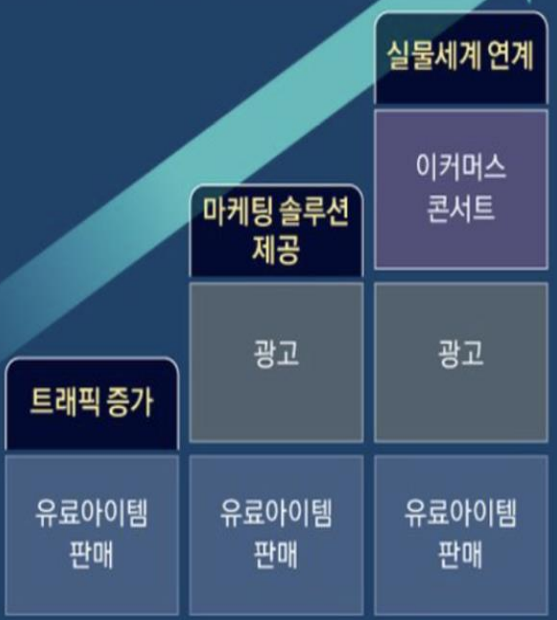 실물세계 연계
이커머스
콘서트
마케팅 솔루션
제공
광고
광고
트래픽 증가
유료아이템
판매
유료아이템
판매
유료아이템
판매